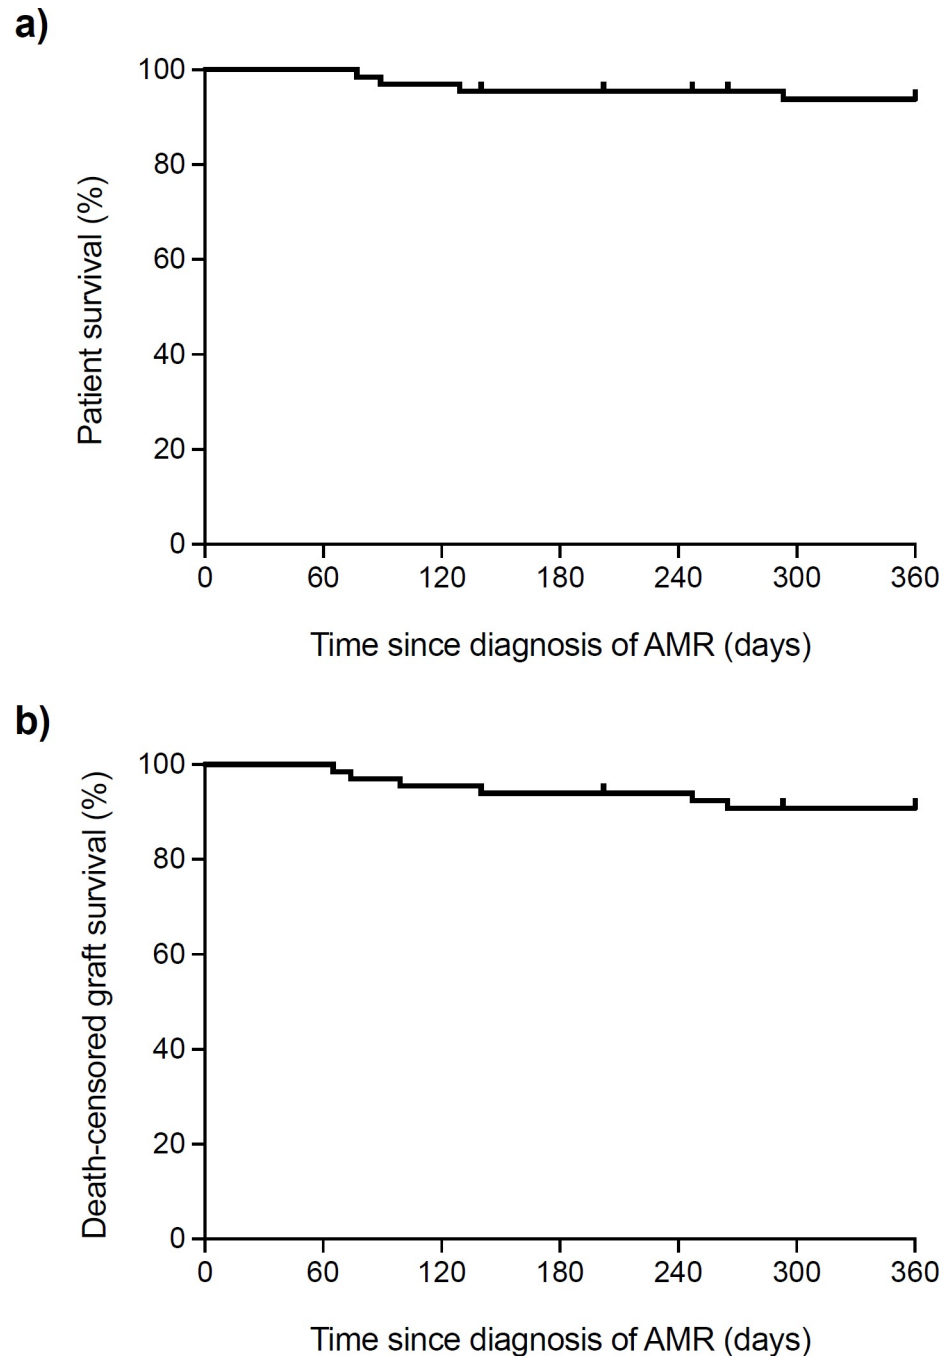 a)
100
80
60
40
20
0
Patient survival (%)
0 60 120 180 240 300 360
Time since diagnosis of AMR (days)
b)
100
80
60
40
20
0
Death-censored graft survival (%)
0 60 120 180 240 300 360
Time since diagnosis of AMR (days)